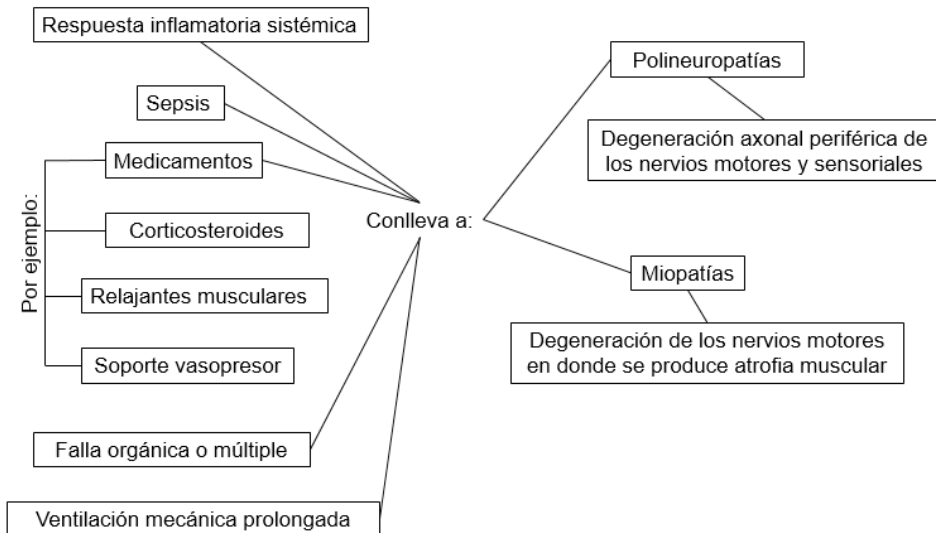 Respuesta inflamatoria sistémica
Sepsis
Medicamentos
Por ejemplo:
Corticosteroides
Relajantes musculares
Soporte vasopresor
Falla orgánica o múltiple
Ventilación mecánica prolongada
Conlleva a:
Polineuropatías
Degeneración axonal periférica de
los nervios motores y sensoriales
Miopatías
Degeneración de los nervios motores
en donde se produce atrofia muscular